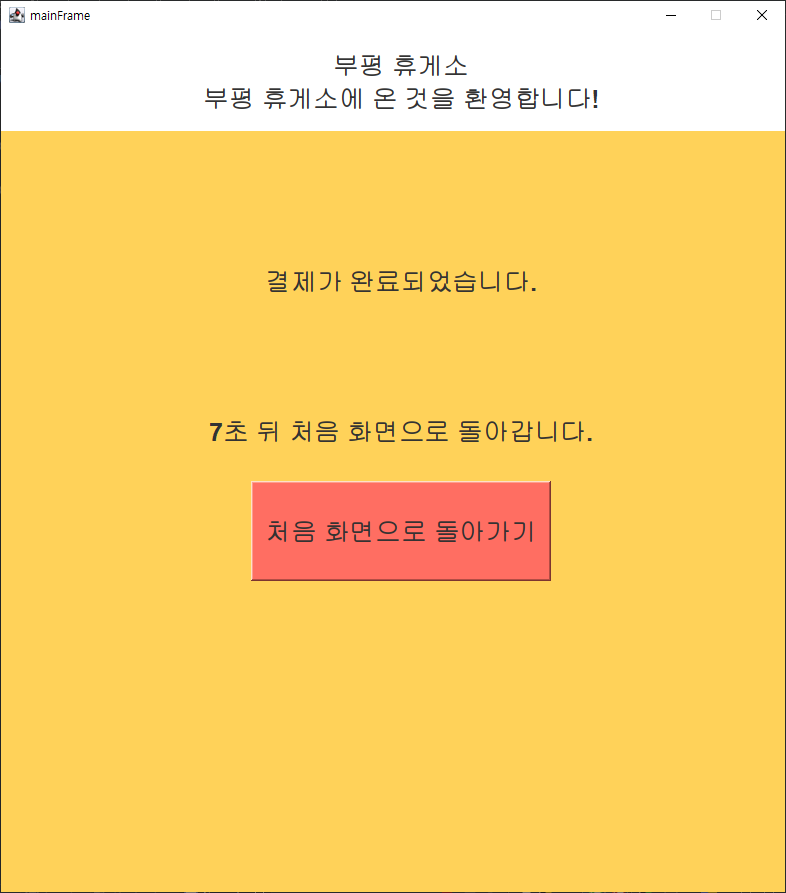 mainFrame
부평 휴게소
부평 휴게소에 온 것을 환영합니다!
결제가 완료되었습니다.
7초 뒤 처음 화면으로 돌아갑니다.
처음 화면으로 돌아가기